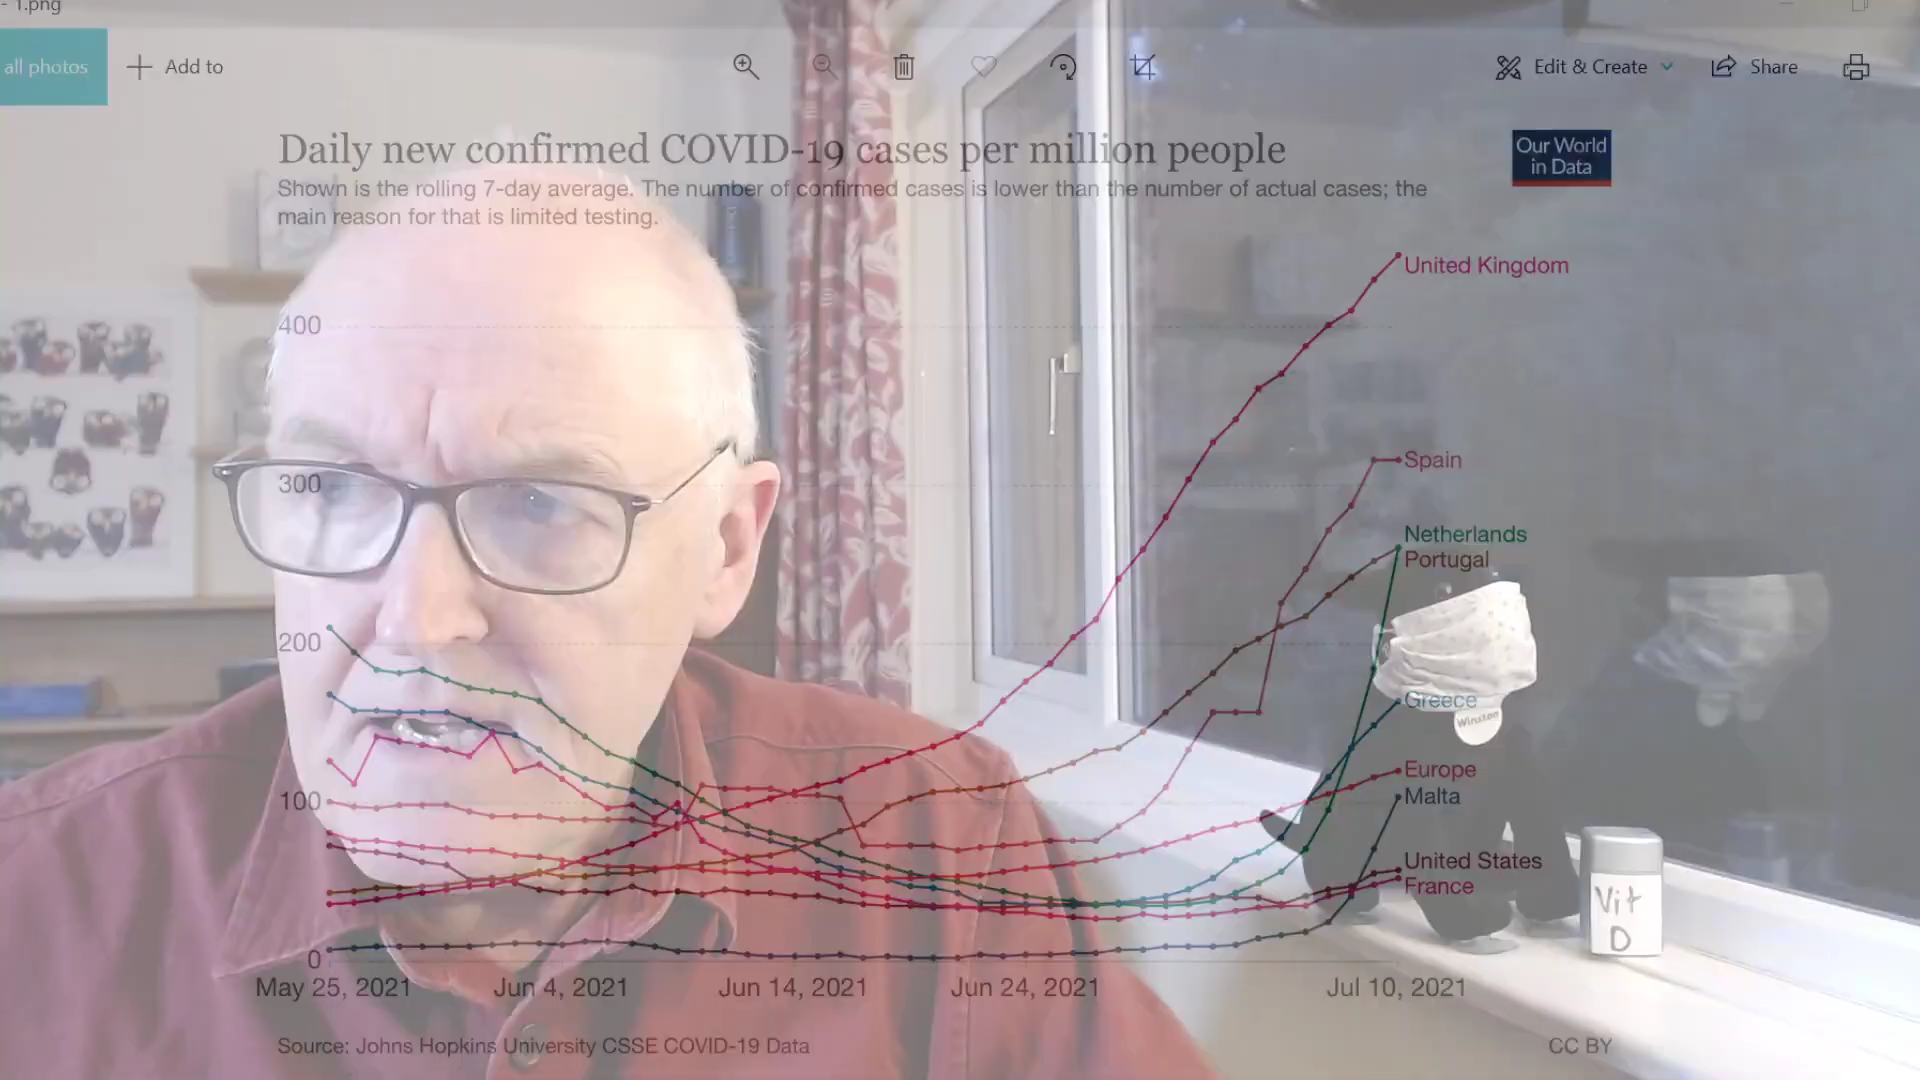 - 1.png
all photos
Add to
Edit & Create
Share
Daily new confirmed COVID-19 cases per million people
Our World
in Data
Shown is the rolling 7-day average. The number of confirmed cases is lower than the number of actual cases; the
main reason for that is limited testing.
United Kingdom
400
Spain
300
Netherlands
Portugal
200
Greece
Winston
Europe
Malta
100
United States
France
Vit
D
0
May 25, 2021
Jun 4, 2021
Jun 14, 2021
Jun 24, 2021
Jul 10, 2021
Source: Johns Hopkins University CSSE COVID-19 Data
CC BY